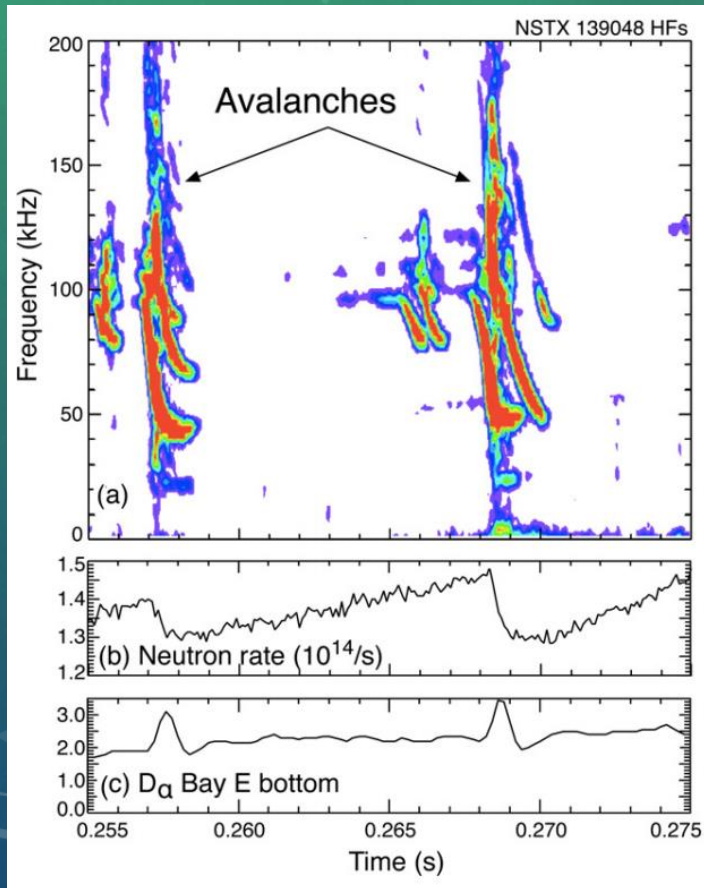 NSTX 139048 HFs
200
Avalanches
150
Frequency (kHz)
100
50
(a)
0
1.5
1.4
1.3
(b) Neutron rate (10¹⁴/s)
1.2
3.0
2.0
1.0
(c) Dα Bay E bottom
0.0
0.255 0.260 0.265 0.270 0.275
Time (s)